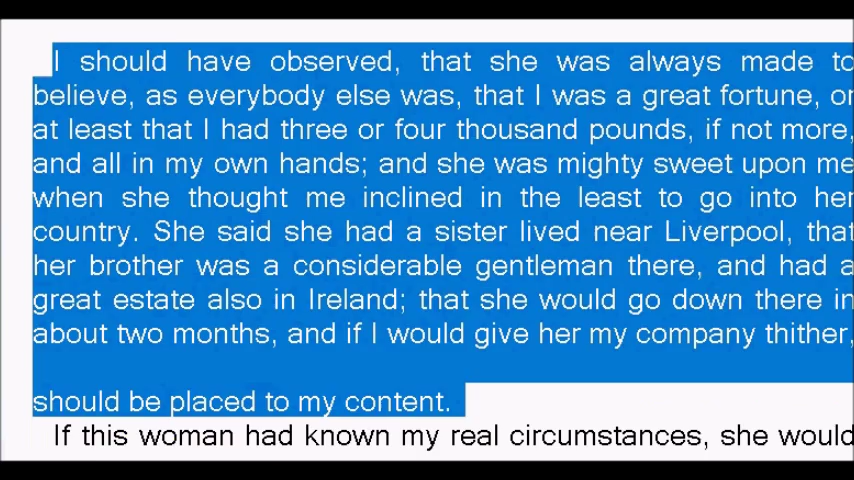 I should have observed, that she was always made to
believe, as everybody else was, that I was a great fortune, or
at least that I had three or four thousand pounds, if not more,
and all in my own hands; and she was mighty sweet upon me
when she thought me inclined in the least to go into her
country. She said she had a sister lived near Liverpool, that
her brother was a considerable gentleman there, and had a
great estate also in Ireland; that she would go down there in
about two months, and if I would give her my company thither,
should be placed to my content.
If this woman had known my real circumstances, she would